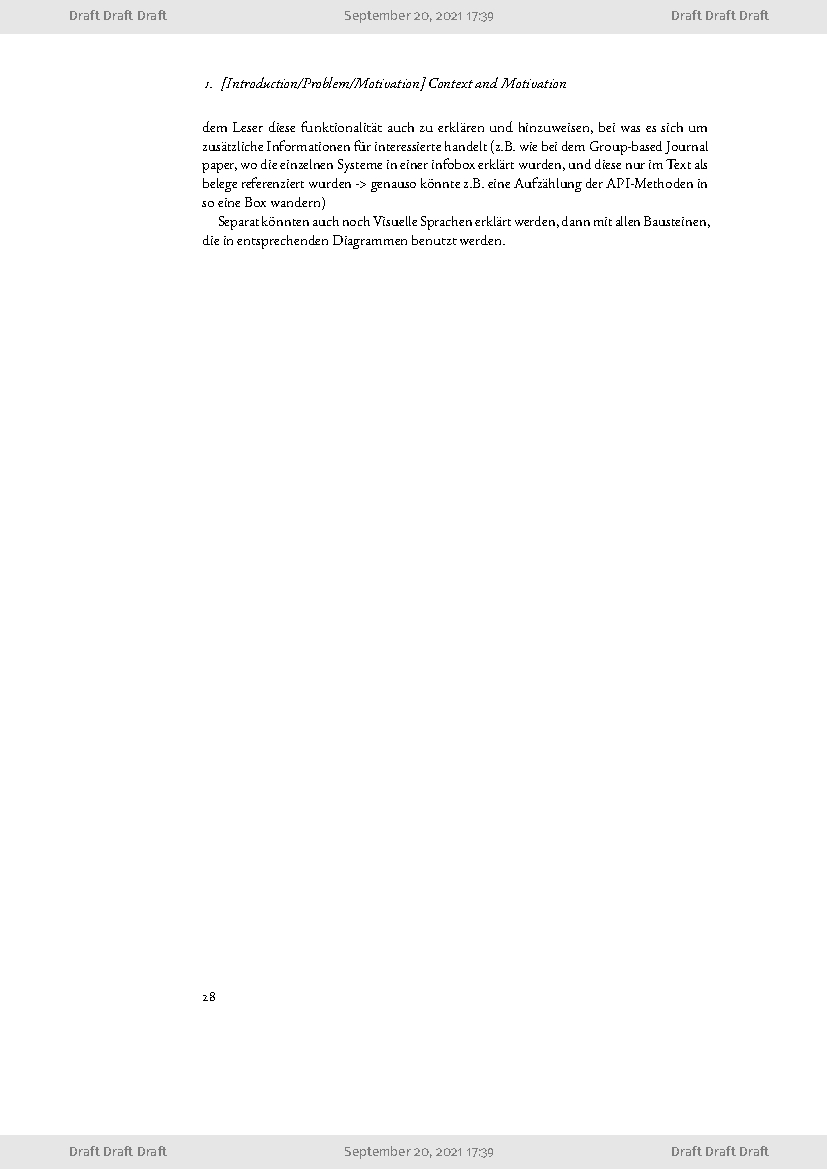 Draft Draft Draft September 20, 2021 17:39 Draft Draft Draft
1. [Introduction/Problem/Motivation] Context and Motivation
dem Leser diese funktionalität auch zu erklären und hinzuweisen, bei was es sich um
zusätzliche Informationen für interessierte handelt (z.B. wie bei dem Group-based Journal
paper, wo die einzelnen Systeme in einer infobox erklärt wurden, und diese nur im Text als
belege referenziert wurden -> genauso könnte z.B. eine Aufzählung der API-Methoden in
so eine Box wandern)
Separat könnten auch noch Visuelle Sprachen erklärt werden, dann mit allen Bausteinen,
die in entsprechenden Diagrammen benutzt werden.
28
Draft Draft Draft September 20, 2021 17:39 Draft Draft Draft